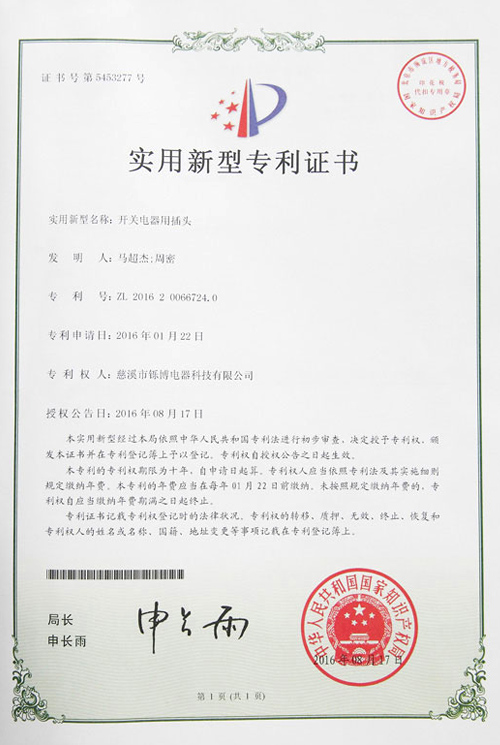 证书号第5453277号
印花税
代扣专用章
实用新型专利证书
实用新型名称：开关电器用插头
发明人：马超杰;周密
专利号：ZL 2016 2 0066724.0
专利申请日：2016年01月22日
专利权人：慈溪市铄博电器科技有限公司
授权公告日：2016年08月17日
本实用新型经过本局依照中华人民共和国专利法进行初步审查，决定授予专利权，颁
发本证书并在专利登记簿上予以登记。专利权自授权公告之日起生效。
本专利的专利权期限为十年，自申请日起算。专利权人应当依照专利法及其实施细则
规定缴纳年费。本专利的年费应当在每年01月22日前缴纳。未按照规定缴纳年费的，专
利权自应当缴纳年费期满之日起终止。
专利证书记载专利权登记时的法律状况。专利权的转移、质押、无效、终止、恢复和
专利权人的姓名或名称、国籍、地址变更等事项记载在专利登记簿上。
局长
申长雨
申长雨
中华人民共和国国家知识产权局
2016年08月17日
第1页(共1页)